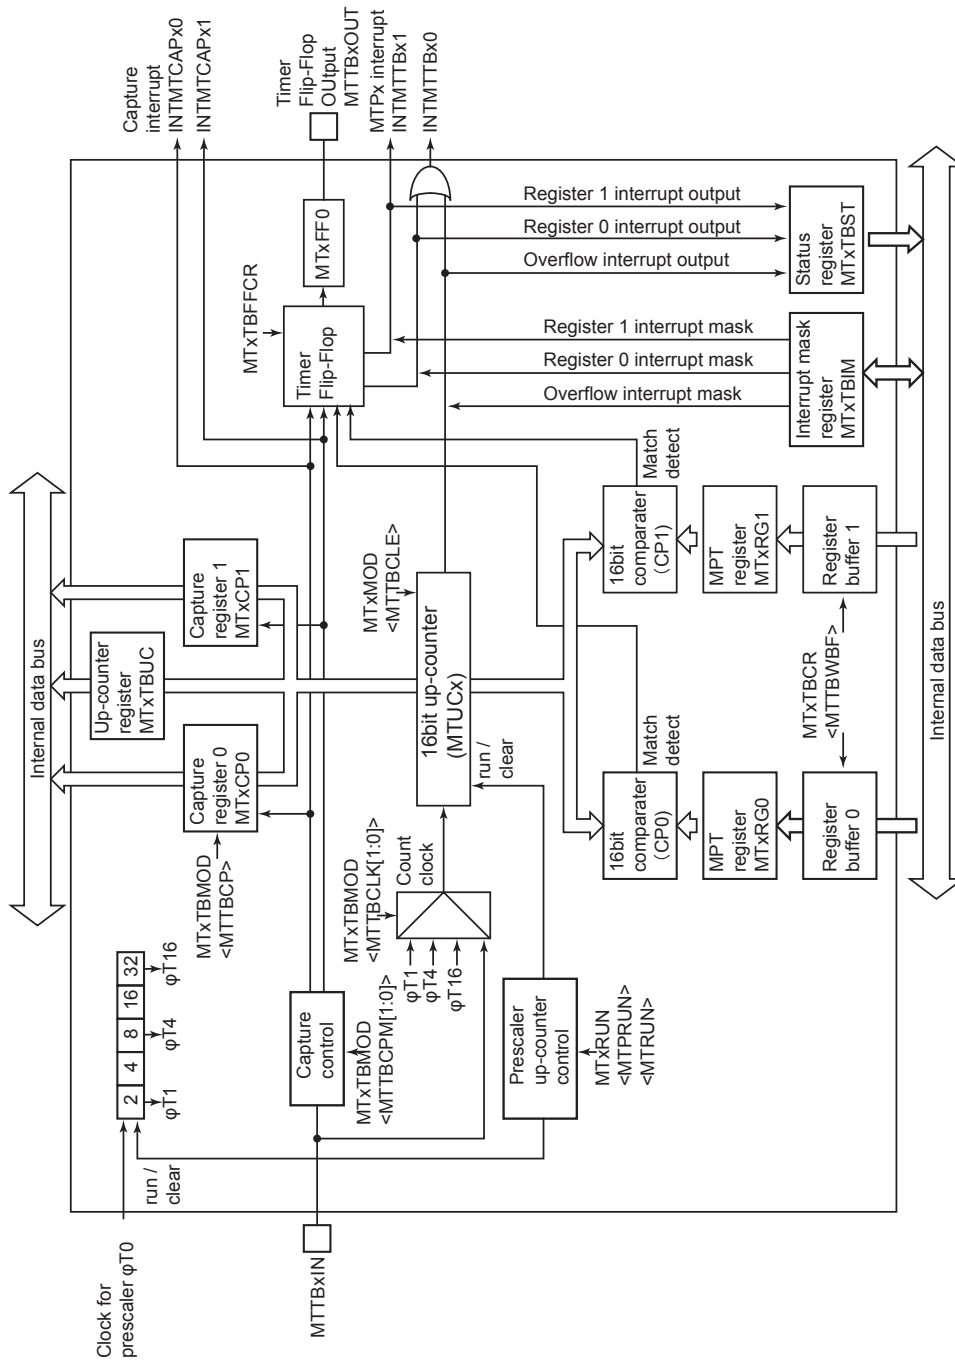 Clock for
prescaler φT0
run /
clear
2
4
8
16
32
φT1
φT4
φT16
MTTBxIN
Internal data bus
Capture
control
MTxTBMOD
<MTTBCPM[1:0]>
MTxTBMOD
<MTTBCP>
Capture
register 0
MTxCP0
Up-counter
register
MTxTBUC
Capture
register 1
MTxCP1
MTxTBMOD
<MTTBCLK[1:0]>
Count
clock
φT1
φT4
φT16
Prescaler
up-counter
control
MTxRUN
<MTPRUN>
<MTRUN>
run /
clear
16bit up-counter
(MTUCx)
MTxMOD
<MTTBCLE>
MTxTBFFCR
Timer
Flip-Flop
MTxFF0
Capture
interrupt
INTMTCAPx0
INTMTCAPx1
Timer
Flip-Flop
OUtput
MTTBxOUT
MTPx interrupt
INTMTTBx1
INTMTTBx0
Register 1 interrupt output
Register 0 interrupt output
Overflow interrupt output
Register 1 interrupt mask
Register 0 interrupt mask
Overflow interrupt mask
Match
detect
16bit
comparater
(CP0)
MPT
register
MTxRG0
Register
buffer 0
MTxTBCR
<MTTBWBF>
Match
detect
16bit
comparater
(CP1)
MPT
register
MTxRG1
Register
buffer 1
Interrupt mask
register
MTxTBIM
Status
register
MTxTBST
Internal data bus